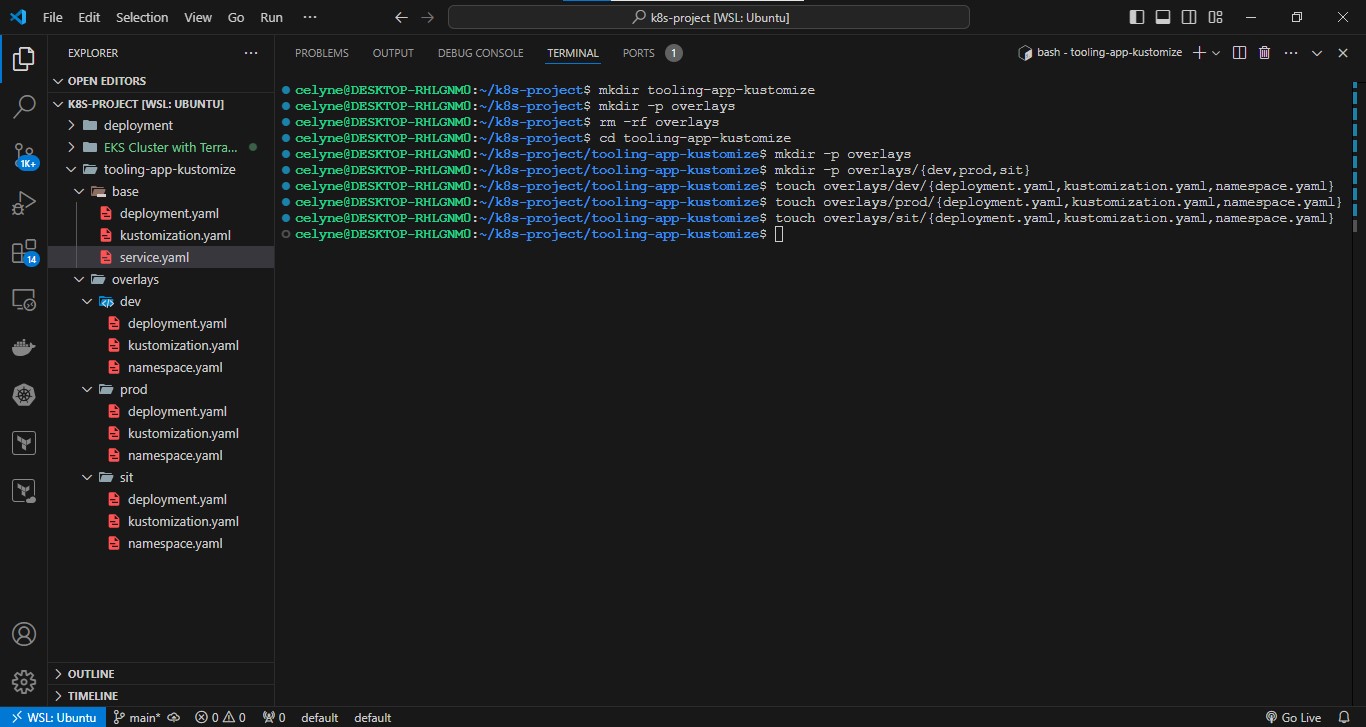 File Edit Selection View Go Run ··· k8s-project [WSL: Ubuntu]
EXPLORER ···
PROBLEMS OUTPUT DEBUG CONSOLE TERMINAL PORTS 1 bash - tooling-app-kustomize
OPEN EDITORS
K8S-PROJECT [WSL: UBUNTU]
deployment
EKS Cluster with Terra...
tooling-app-kustomize
base
deployment.yaml
kustomization.yaml
service.yaml
overlays
dev
deployment.yaml
kustomization.yaml
namespace.yaml
prod
deployment.yaml
kustomization.yaml
namespace.yaml
sit
deployment.yaml
kustomization.yaml
namespace.yaml
OUTLINE
TIMELINE
1K+
14
celyne@DESKTOP-RHLGNM0:~/k8s-project$ mkdir tooling-app-kustomize
celyne@DESKTOP-RHLGNM0:~/k8s-project$ mkdir -p overlays
celyne@DESKTOP-RHLGNM0:~/k8s-project$ rm -rf overlays
celyne@DESKTOP-RHLGNM0:~/k8s-project$ cd tooling-app-kustomize
celyne@DESKTOP-RHLGNM0:~/k8s-project/tooling-app-kustomize$ mkdir -p overlays
celyne@DESKTOP-RHLGNM0:~/k8s-project/tooling-app-kustomize$ mkdir -p overlays/{dev,prod,sit}
celyne@DESKTOP-RHLGNM0:~/k8s-project/tooling-app-kustomize$ touch overlays/dev/{deployment.yaml,kustomization.yaml,namespace.yaml}
celyne@DESKTOP-RHLGNM0:~/k8s-project/tooling-app-kustomize$ touch overlays/prod/{deployment.yaml,kustomization.yaml,namespace.yaml}
celyne@DESKTOP-RHLGNM0:~/k8s-project/tooling-app-kustomize$ touch overlays/sit/{deployment.yaml,kustomization.yaml,namespace.yaml}
celyne@DESKTOP-RHLGNM0:~/k8s-project/tooling-app-kustomize$
WSL: Ubuntu main* 0 0 0 default default Go Live